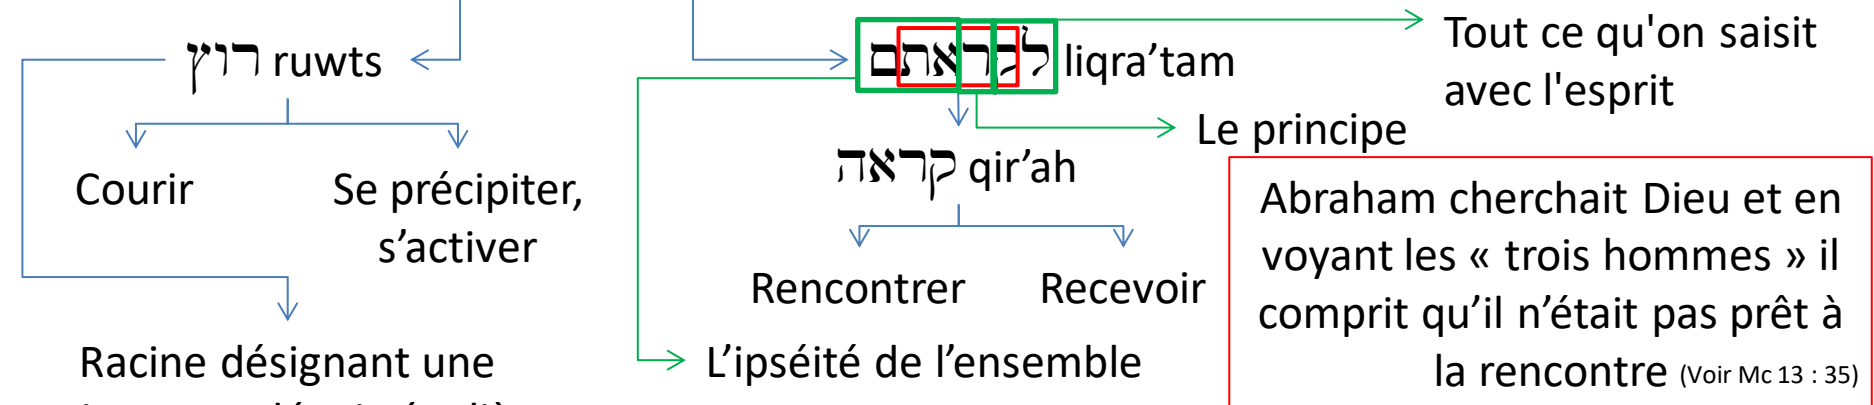 רוץ ruwts
Courir
Se précipiter,
s’activer
Racine désignant une
לקראתם liqra’tam
קראה qir’ah
Rencontrer
Recevoir
L’ipséité de l’ensemble
Le principe
Tout ce qu'on saisit
avec l'esprit
Abraham cherchait Dieu et en
voyant les « trois hommes » il
comprit qu’il n’était pas prêt à
la rencontre (Voir Mc 13 : 35)